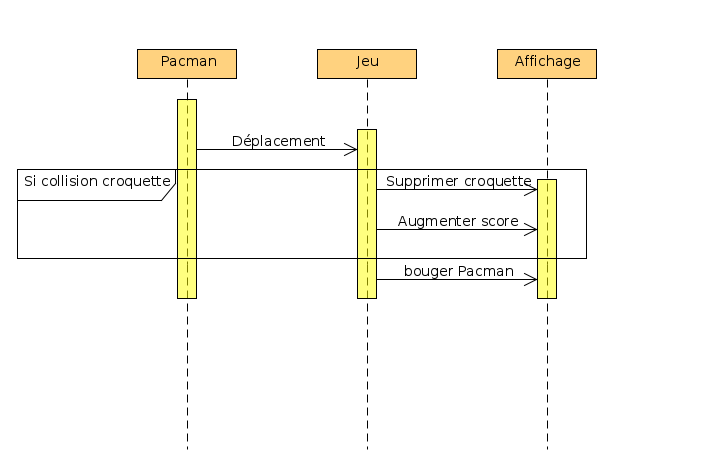 Pacman
Jeu
Affichage
Déplacement
Si collision croquette
Supprimer croquette
Augmenter score
bouger Pacman